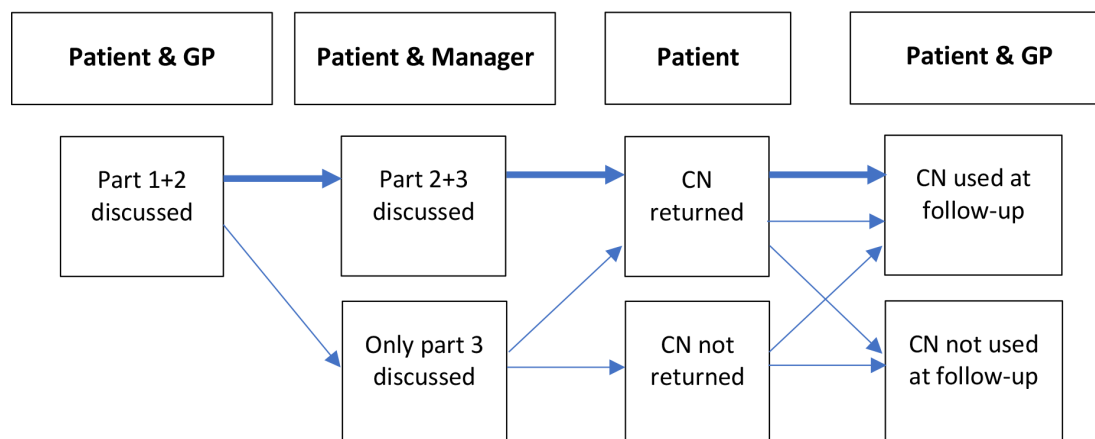 Patient & GP
Patient & Manager
Patient
Patient & GP
Part 1+2
discussed
Part 2+3
discussed
CN
returned
CN used at
follow-up
Only part 3
discussed
CN not
returned
CN not used
at follow-up